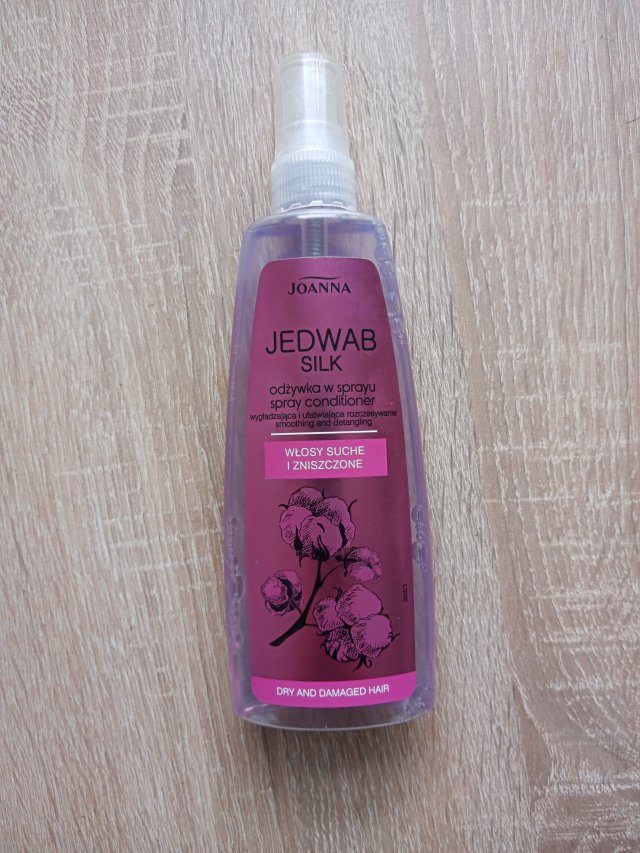 JOANNA
JEDWAB
SILK
odżywka w sprayu
spray conditioner
wygładzająca i ułatwiająca rozczesywanie
smoothing and detangling
WŁOSY SUCHE
I ZNISZCZONE
DRY AND DAMAGED HAIR